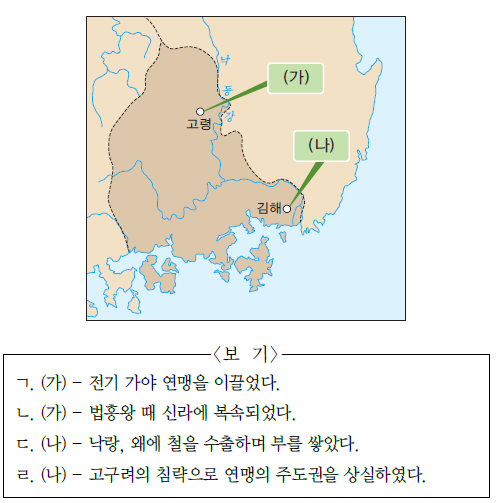 (가)
낙
동
강
고령
(나)
김해
〈보 기〉
ㄱ. (가) - 전기 가야 연맹을 이끌었다.
ㄴ. (가) - 법흥왕 때 신라에 복속되었다.
ㄷ. (나) - 낙랑, 왜에 철을 수출하며 부를 쌓았다.
ㄹ. (나) - 고구려의 침략으로 연맹의 주도권을 상실하였다.